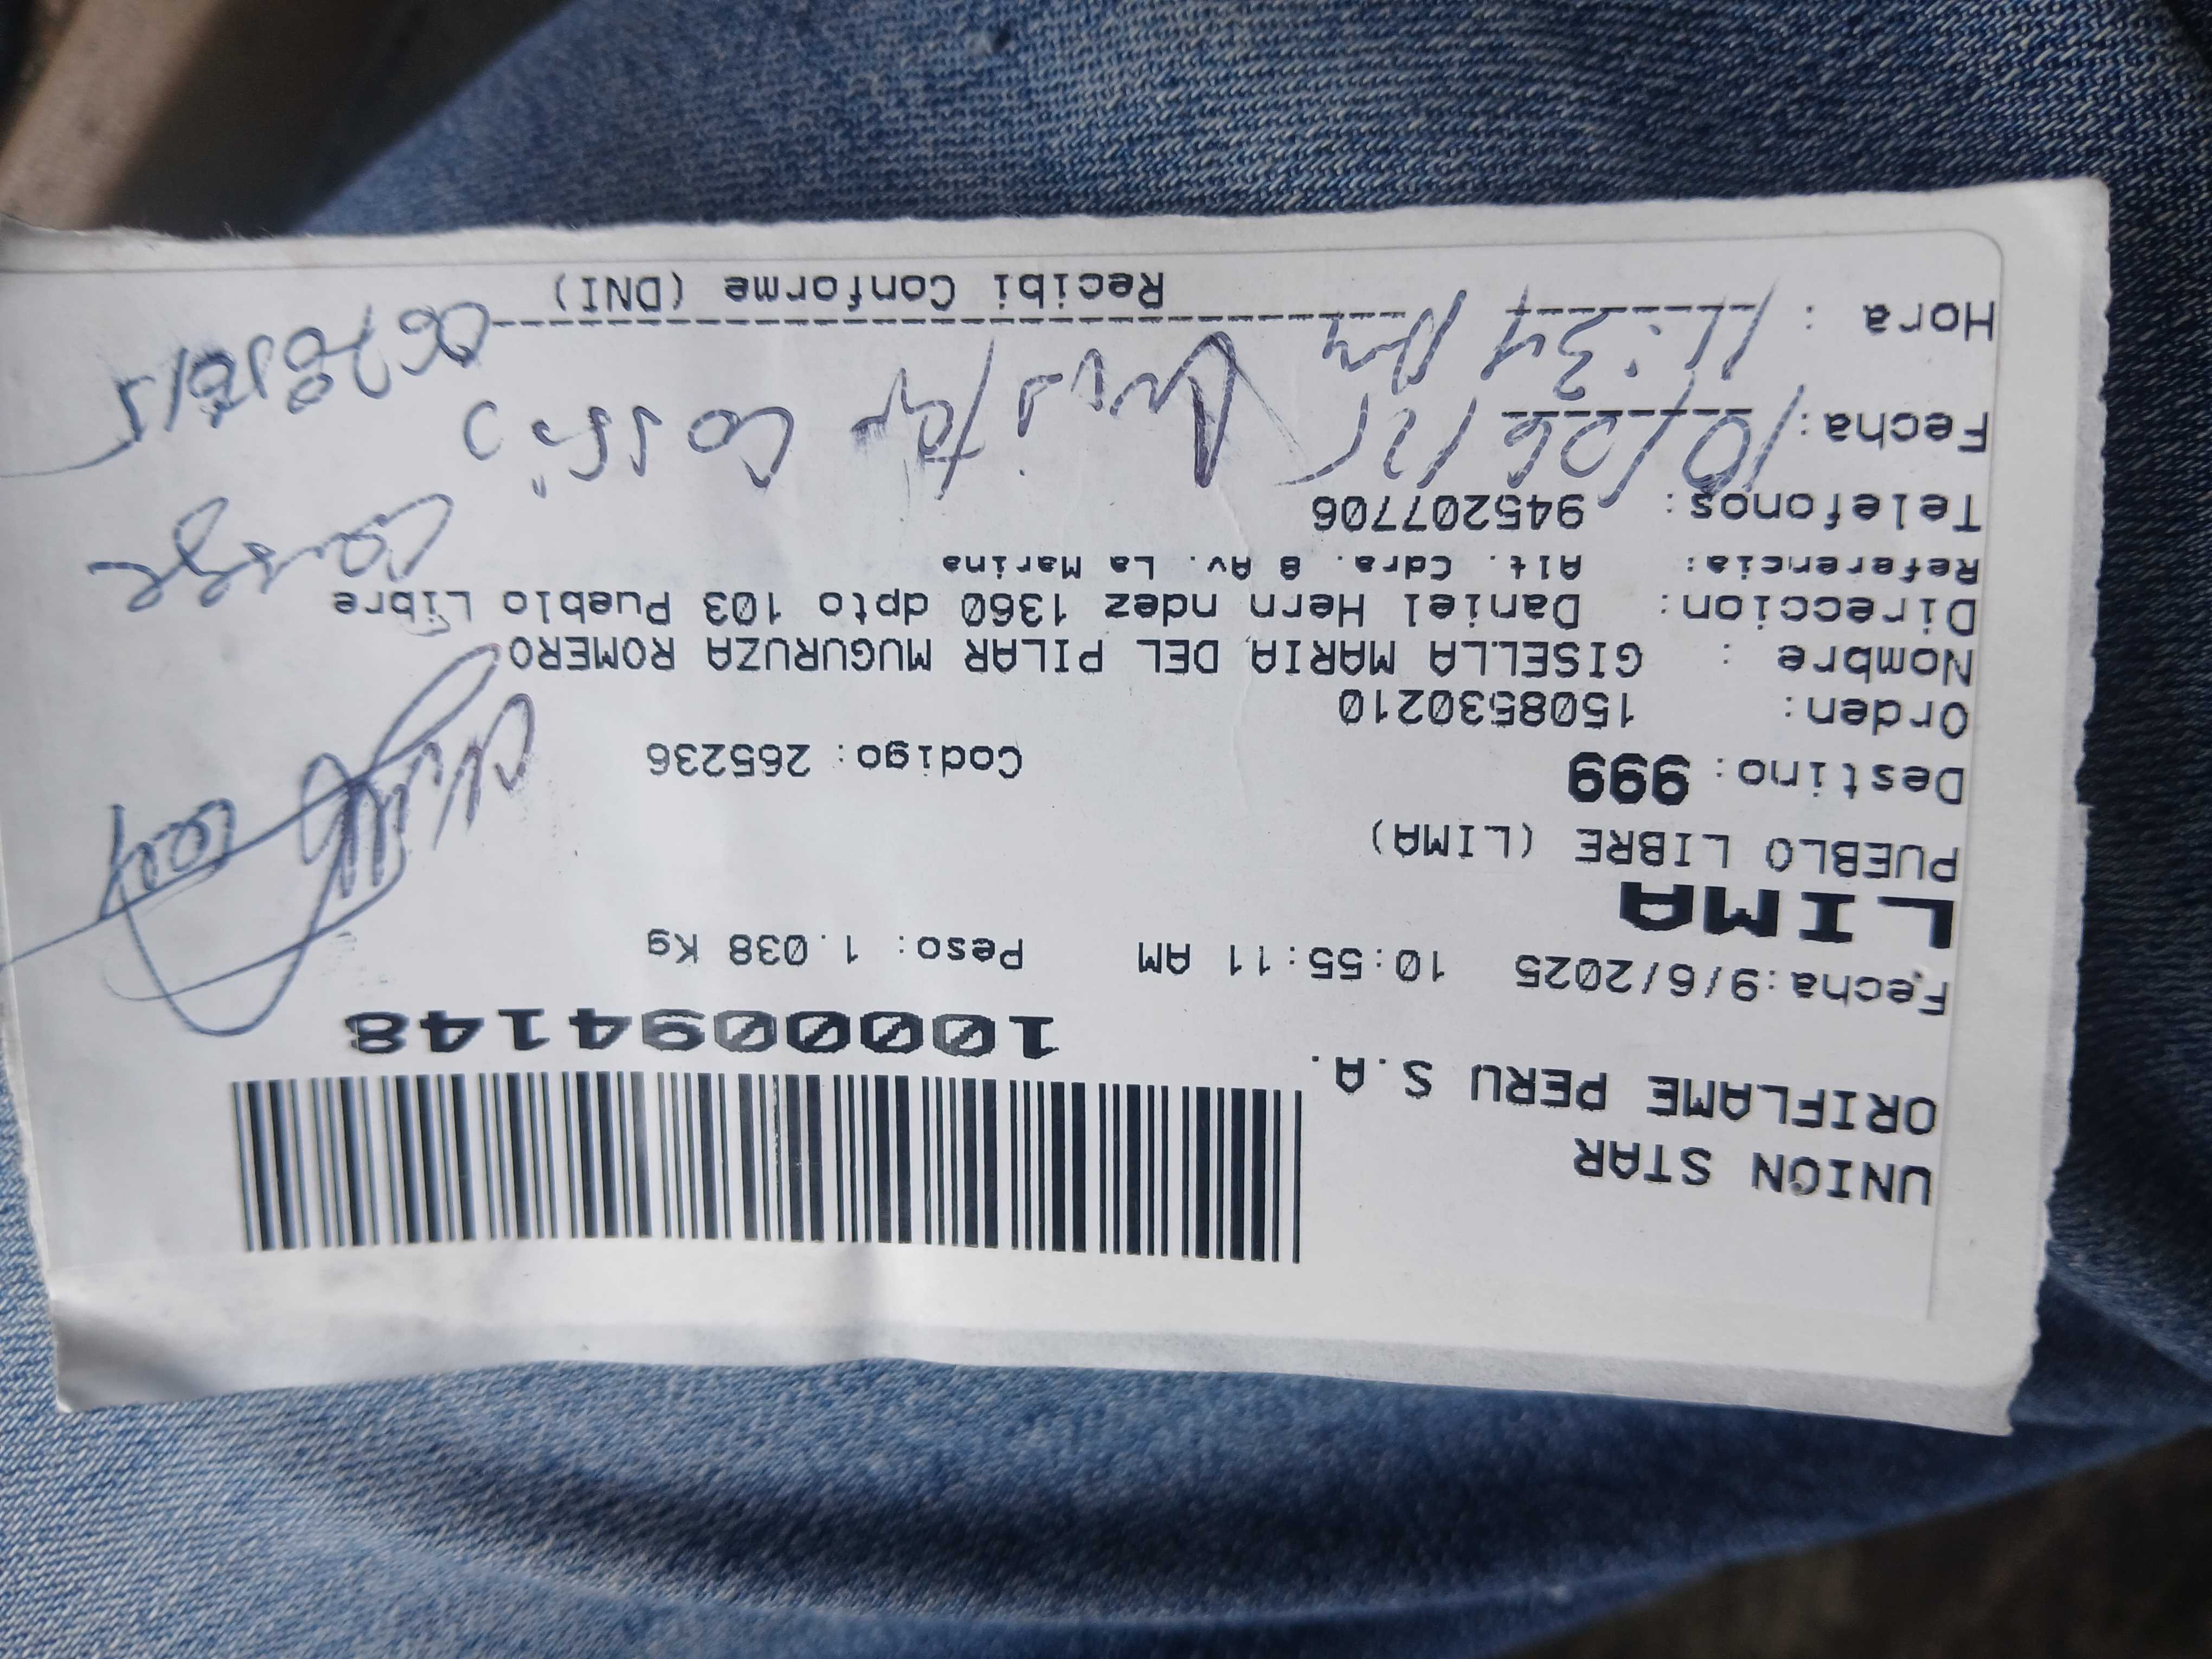 UNION STAR
ORIFLAME PERU S.A.
1000094148
Fecha:9/6/2025 10:55:11 AM Peso: 1.038 Kg
LIMA
PUEBLO LIBRE (LIMA)
Destino: 999 Codigo: 265236
Orden: 1508530210
Nombre : GISELLA MARIA DEL PILAR MUGURUZA ROMERO
Direccion: Daniel Hern ndez 1360 dpto 103 Pueblo Libre
Referencia: Alt. Cdra. 8 Av. La Marina
Telefonos: 945207706
Fecha: 10/06/25
Hora : 11:34 Am
Recibi Conforme (DNI)